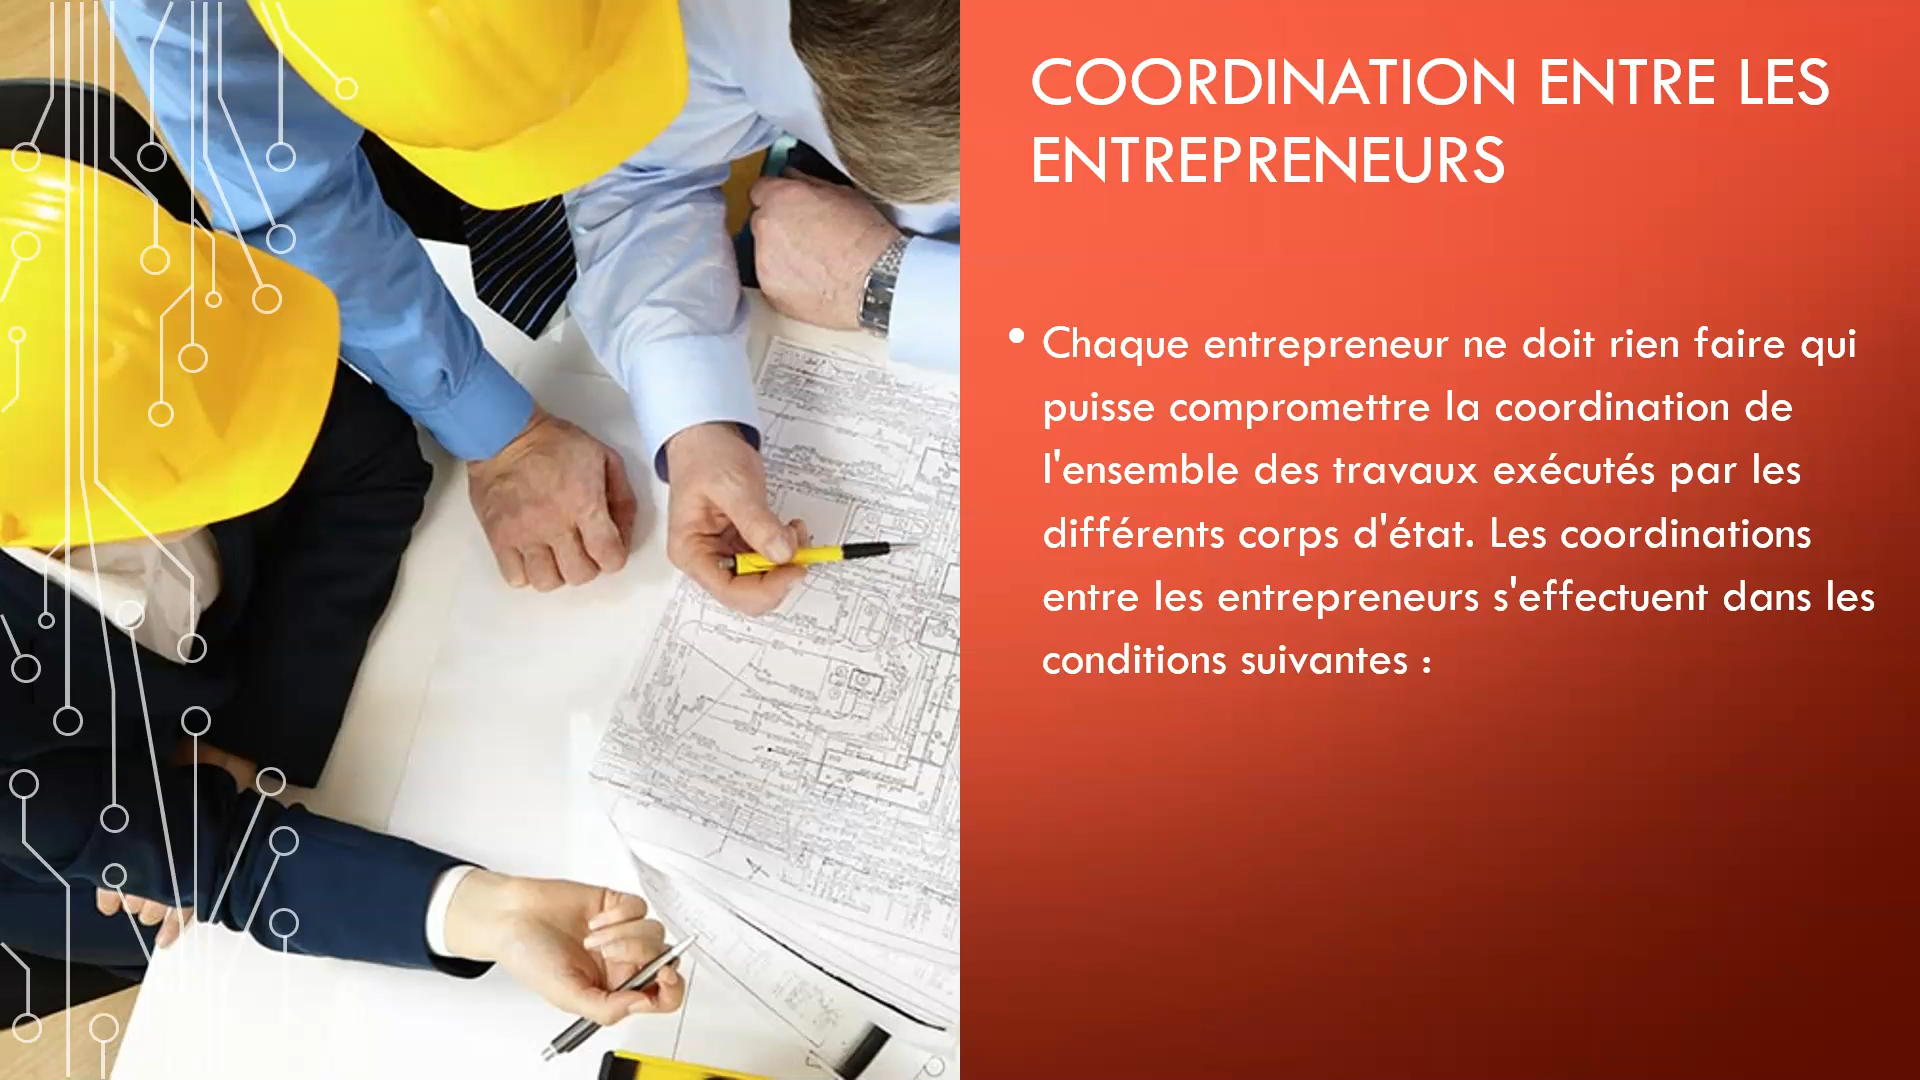 COORDINATION ENTRE LES
ENTREPRENEURS
• Chaque entrepreneur ne doit rien faire qui
puisse compromettre la coordination de
l'ensemble des travaux exécutés par les
différents corps d'état. Les coordinations
entre les entrepreneurs s'effectuent dans les
conditions suivantes :